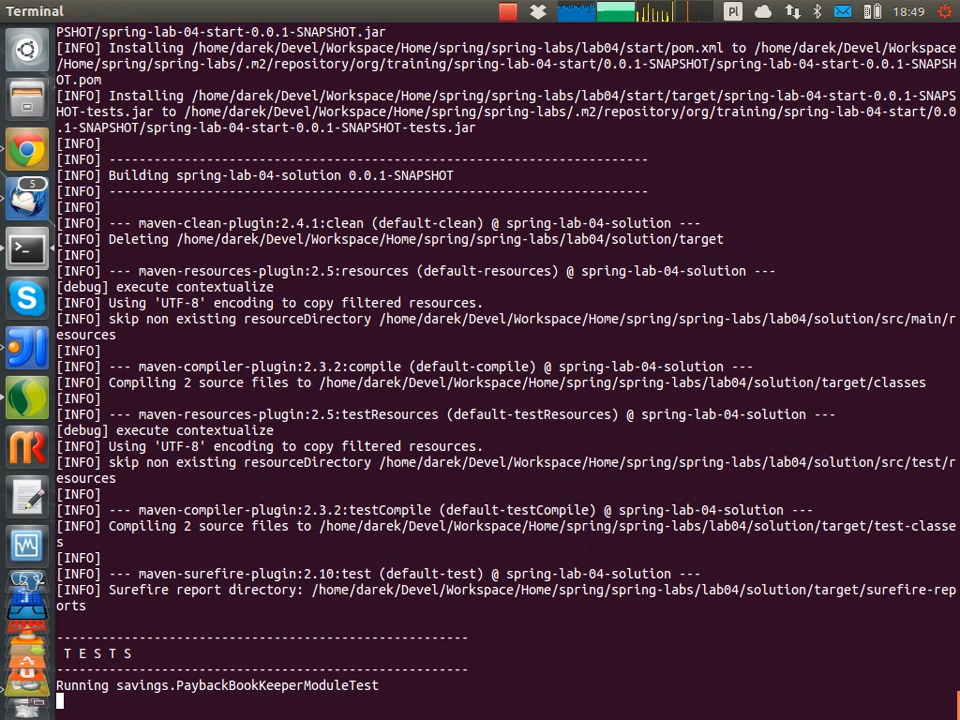 Terminal
Pl
18:49
5
PSHOT/spring-lab-04-start-0.0.1-SNAPSHOT.jar
[INFO] Installing /home/darek/Devel/Workspace/Home/spring/spring-labs/lab04/start/pom.xml to /home/darek/Devel/Workspace
/Home/spring/spring-labs/.m2/repository/org/training/spring-lab-04-start/0.0.1-SNAPSHOT/spring-lab-04-start-0.0.1-SNAPSH
OT.pom
[INFO] Installing /home/darek/Devel/Workspace/Home/spring/spring-labs/lab04/start/target/spring-lab-04-start-0.0.1-SNAPS
HOT-tests.jar to /home/darek/Devel/Workspace/Home/spring/spring-labs/.m2/repository/org/training/spring-lab-04-start/0.0
.1-SNAPSHOT/spring-lab-04-start-0.0.1-SNAPSHOT-tests.jar
[INFO]
[INFO] ------------------------------------------------------------------------
[INFO] Building spring-lab-04-solution 0.0.1-SNAPSHOT
[INFO] ------------------------------------------------------------------------
[INFO]
[INFO] --- maven-clean-plugin:2.4.1:clean (default-clean) @ spring-lab-04-solution ---
[INFO] Deleting /home/darek/Devel/Workspace/Home/spring/spring-labs/lab04/solution/target
[INFO]
[INFO] --- maven-resources-plugin:2.5:resources (default-resources) @ spring-lab-04-solution ---
[debug] execute contextualize
[INFO] Using 'UTF-8' encoding to copy filtered resources.
[INFO] skip non existing resourceDirectory /home/darek/Devel/Workspace/Home/spring/spring-labs/lab04/solution/src/main/r
esources
[INFO]
[INFO] --- maven-compiler-plugin:2.3.2:compile (default-compile) @ spring-lab-04-solution ---
[INFO] Compiling 2 source files to /home/darek/Devel/Workspace/Home/spring/spring-labs/lab04/solution/target/classes
[INFO]
[INFO] --- maven-resources-plugin:2.5:testResources (default-testResources) @ spring-lab-04-solution ---
[debug] execute contextualize
[INFO] Using 'UTF-8' encoding to copy filtered resources.
[INFO] skip non existing resourceDirectory /home/darek/Devel/Workspace/Home/spring/spring-labs/lab04/solution/src/test/r
esources
[INFO]
[INFO] --- maven-compiler-plugin:2.3.2:testCompile (default-testCompile) @ spring-lab-04-solution ---
[INFO] Compiling 2 source files to /home/darek/Devel/Workspace/Home/spring/spring-labs/lab04/solution/target/test-classe
s
[INFO]
[INFO] --- maven-surefire-plugin:2.10:test (default-test) @ spring-lab-04-solution ---
[INFO] Surefire report directory: /home/darek/Devel/Workspace/Home/spring/spring-labs/lab04/solution/target/surefire-rep
orts
-------------------------------------------------------
T E S T S
-------------------------------------------------------
Running savings.PaybackBookKeeperModuleTest